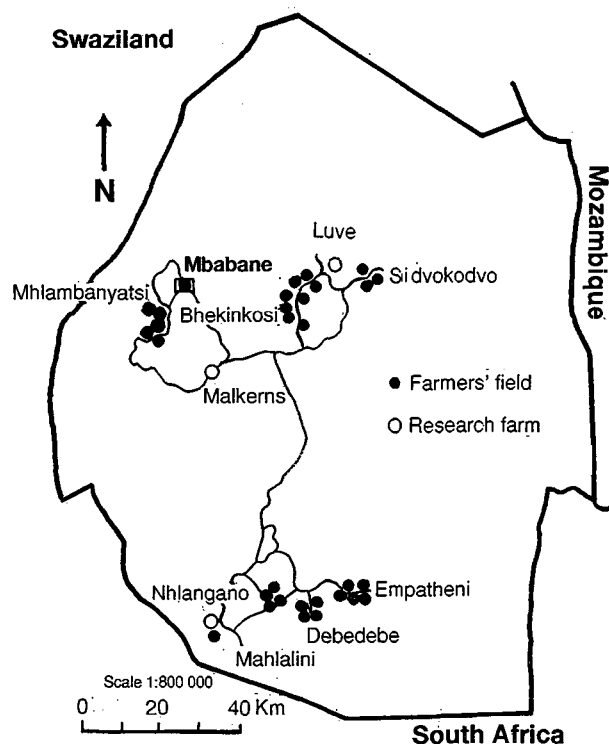 Swaziland
N
Mozambique
Luve
Mbabane
Sidvokodvo
Mhlambanyatsi
Bhekinkosi
Farmers' field
Malkerns
Research farm
Nhlangano
Empatheni
Debedebe
Mahlalini
Scale 1:800 000
0 20 40 Km
South Africa